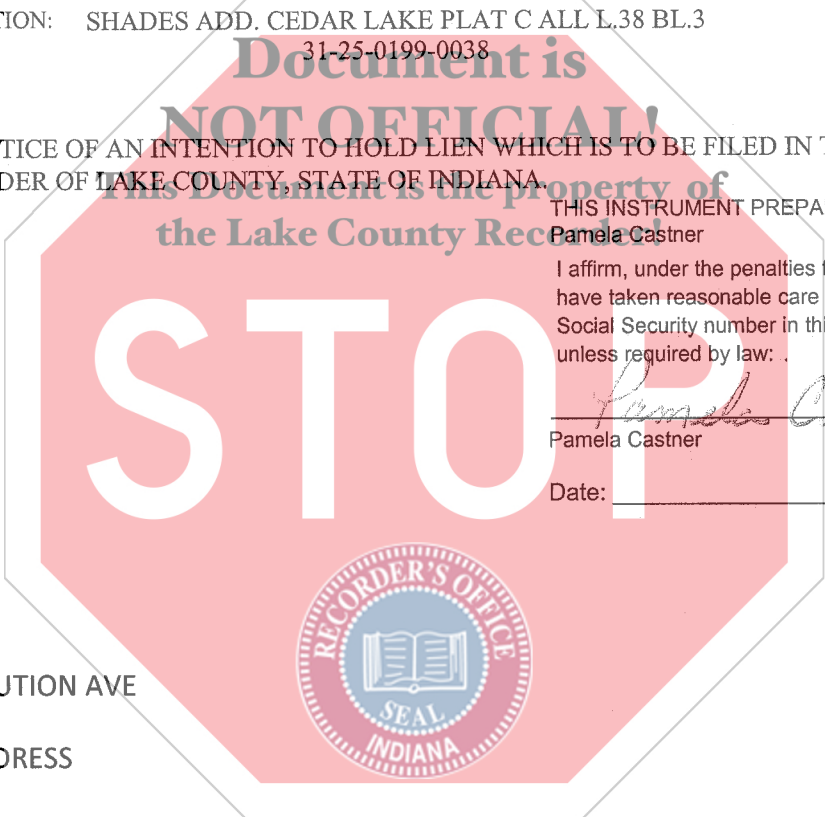 TION: SHADES ADD. CEDAR LAKE PLAT C ALL L.38 BL.3
31-25-0199-0038
Document is
NOT OFFICIAL!
TICE OF AN INTENTION TO HOLD LIEN WHICH IS TO BE FILED IN T
DER OF LAKE COUNTY, STATE OF INDIANA.
This Document is the property of
the Lake County Recorder!
THIS INSTRUMENT PREPA
Pamela Castner
I affirm, under the penalties f
have taken reasonable care
Social Security number in thi
unless required by law:
Pamela C
Pamela Castner
Date:
STOP
RECORDER'S OFFICE
SEAL
INDIANA
UTION AVE
DRESS